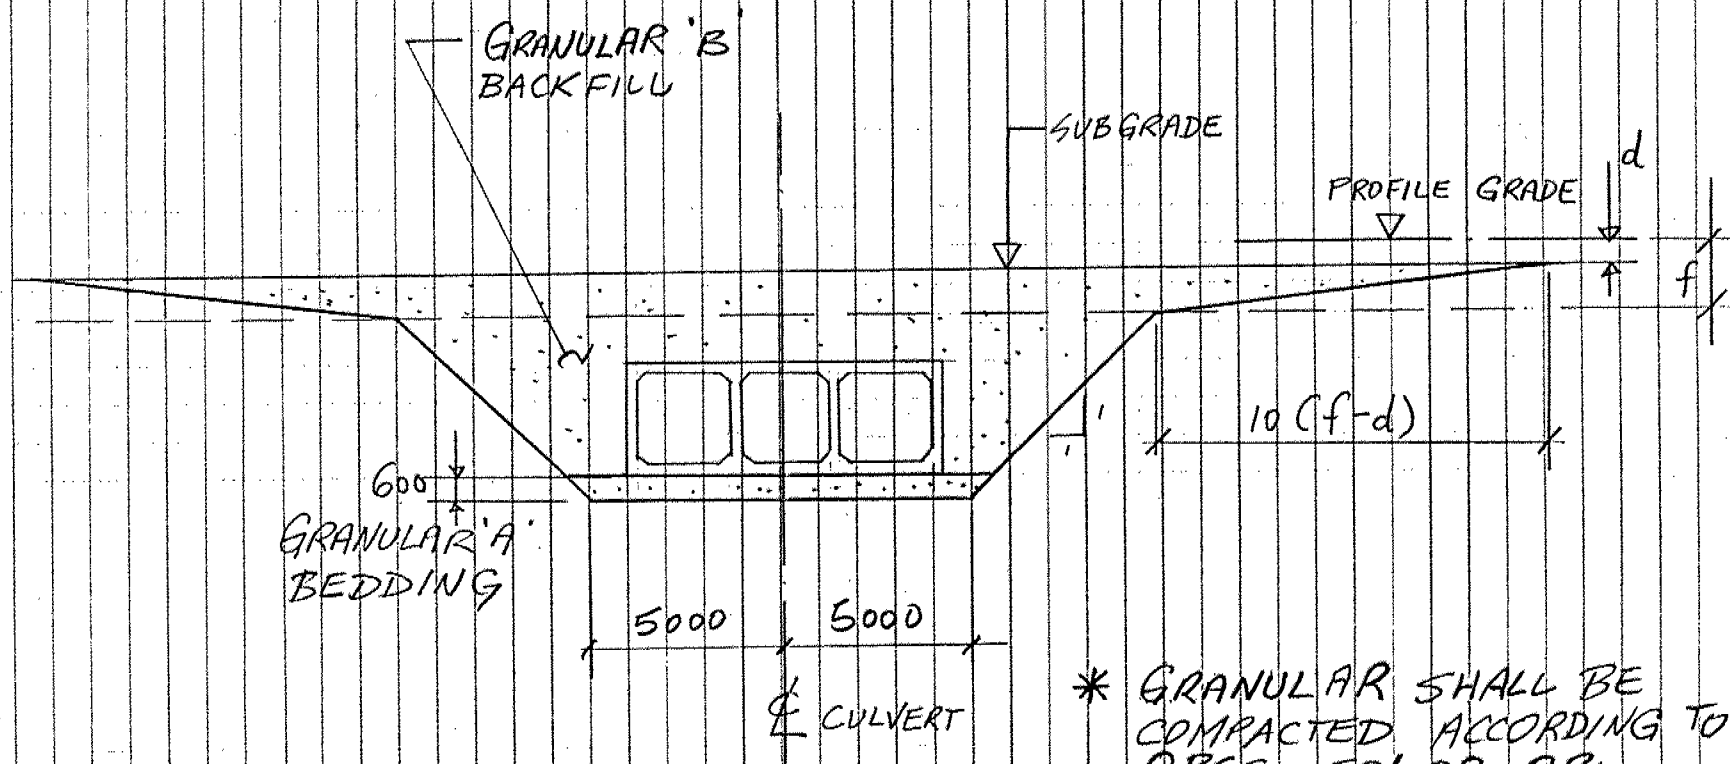 GRANULAR 'B'
BACKFILL
SUBGRADE
d
PROFILE GRADE
f
10 (f-d)
1
1
600
GRANULAR 'A'
BEDDING
5000 5000
℄ CULVERT
* GRANULAR SHALL BE
COMPACTED ACCORDING TO